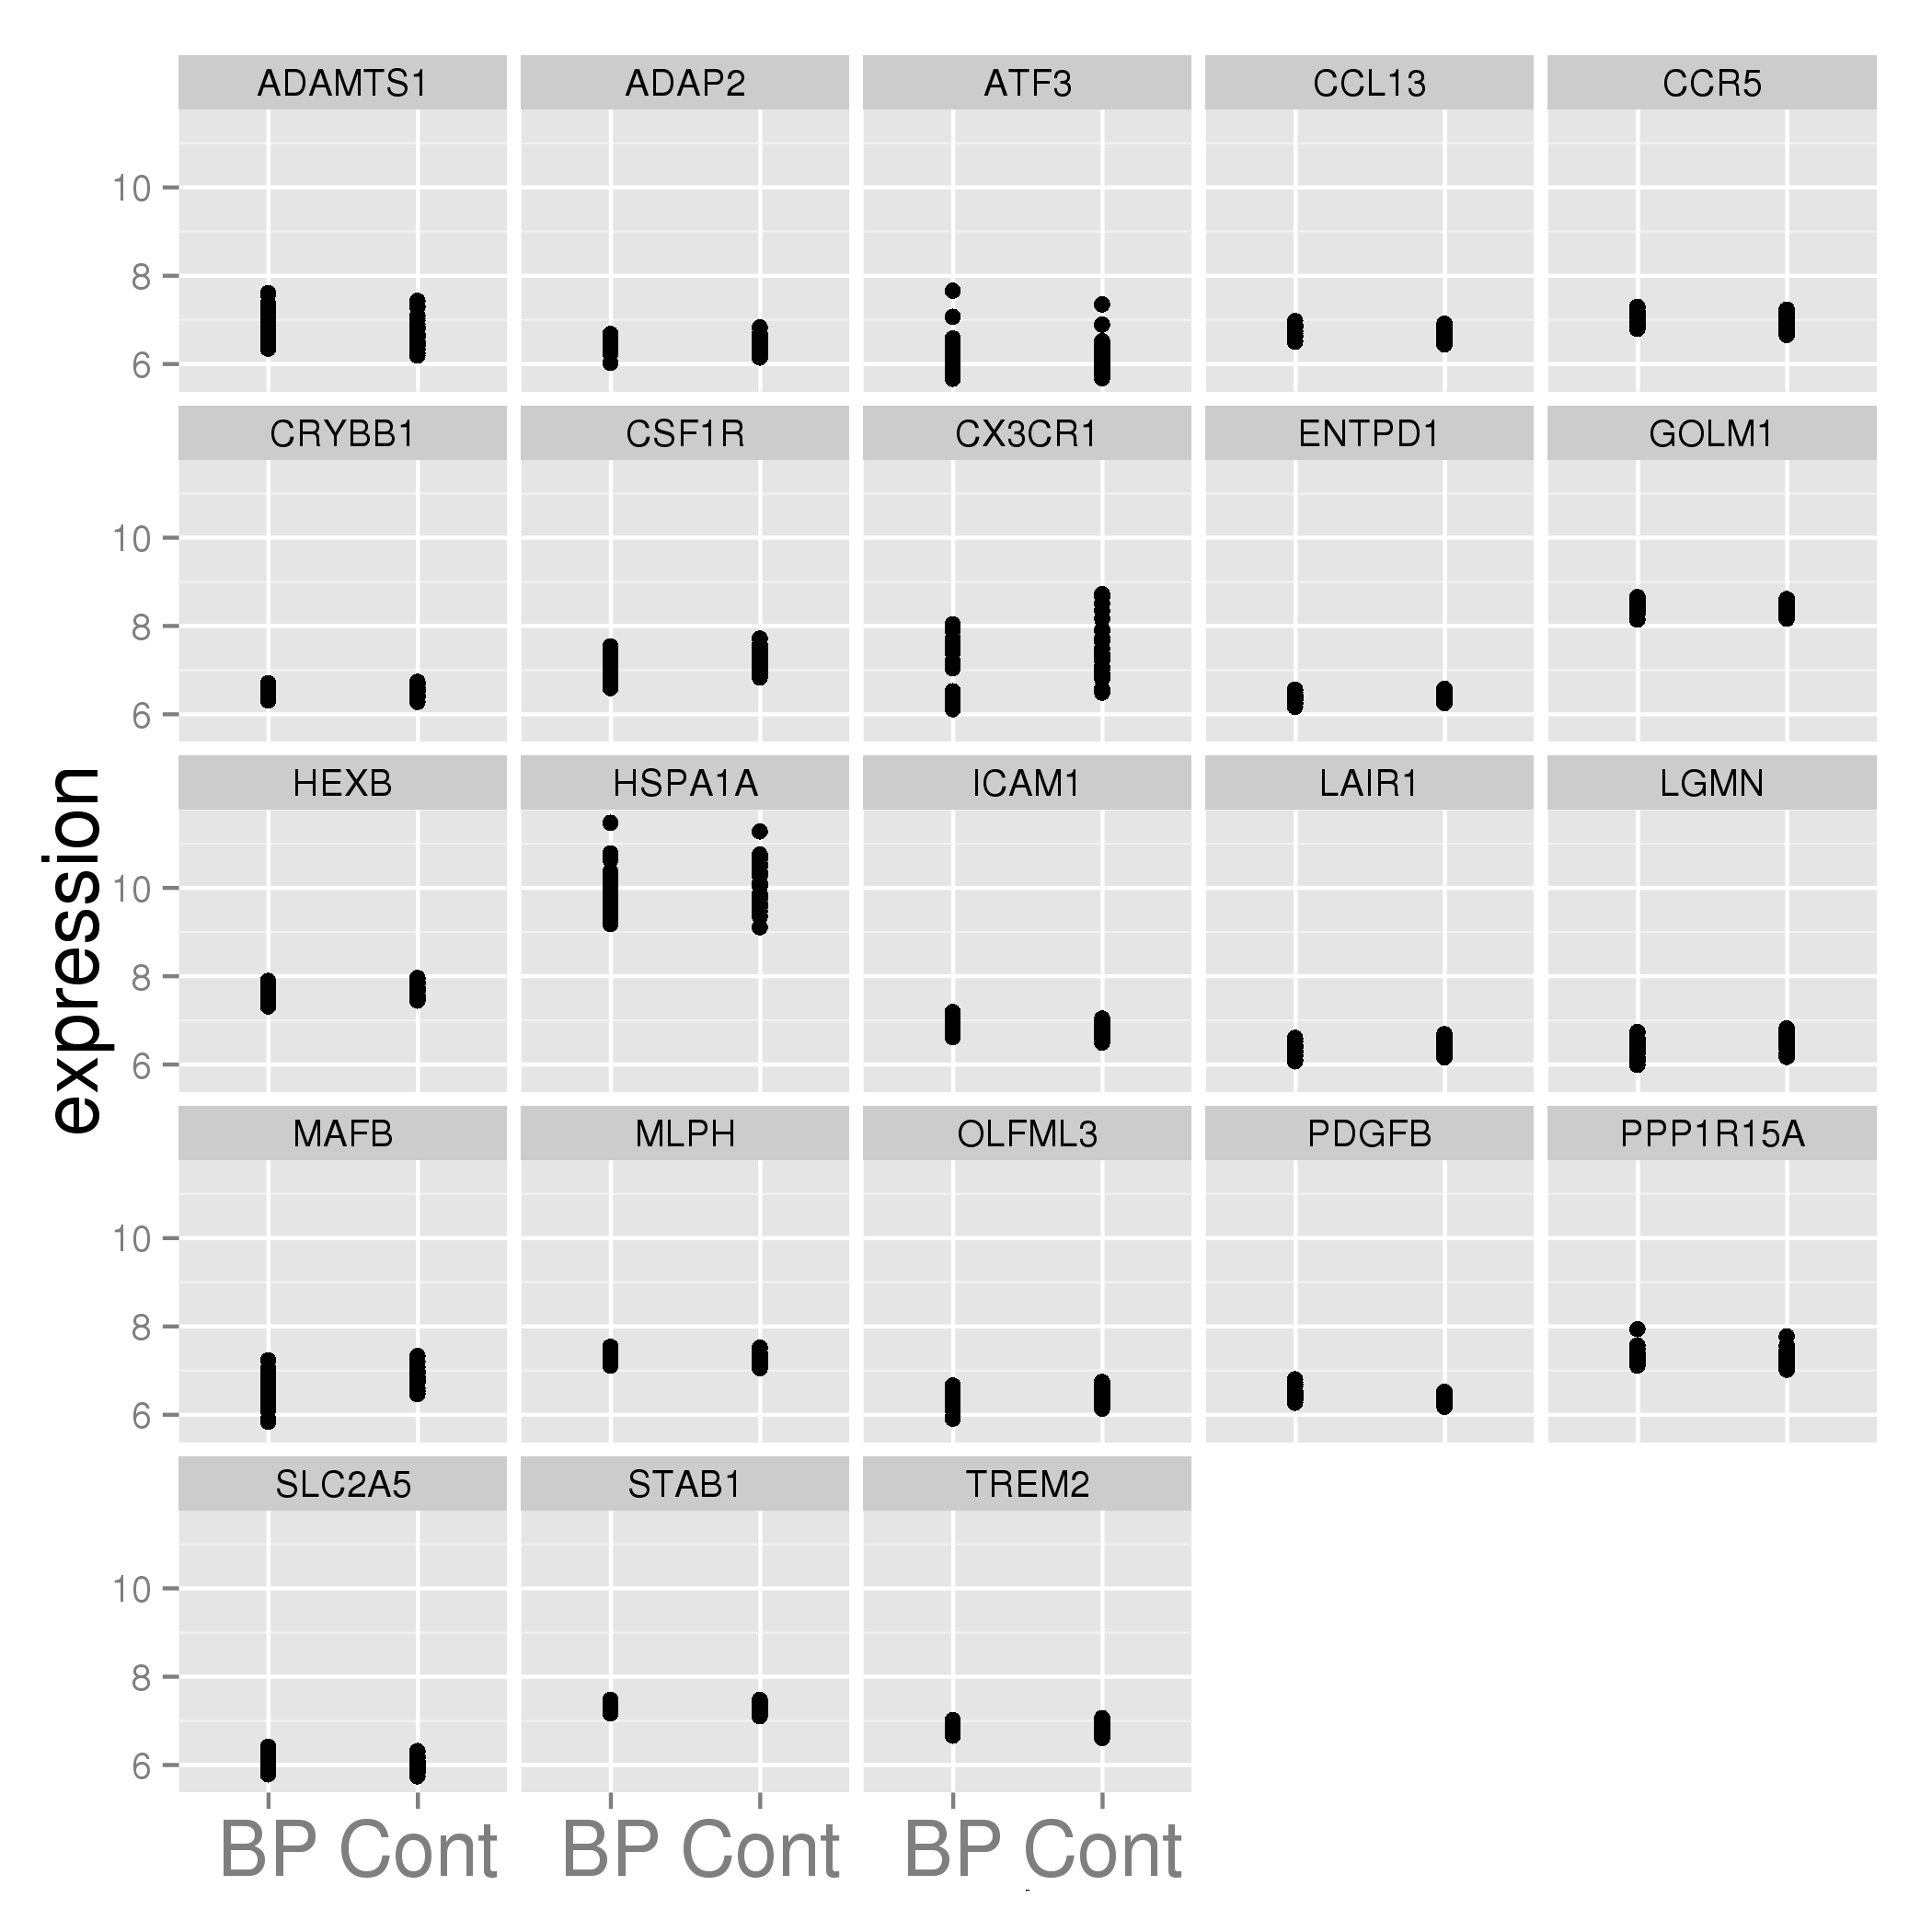 ADAMTS1 ADAP2 ATF3 CCL13 CCR5
10
8
6
CRYBB1 CSF1R CX3CR1 ENTPD1 GOLM1
10
8
6
HEXB HSPA1A ICAM1 LAIR1 LGMN
10
8
6
expression
MAFB MLPH OLFML3 PDGFB PPP1R15A
10
8
6
SLC2A5 STAB1 TREM2
10
8
6
BP Cont BP Cont BP Cont